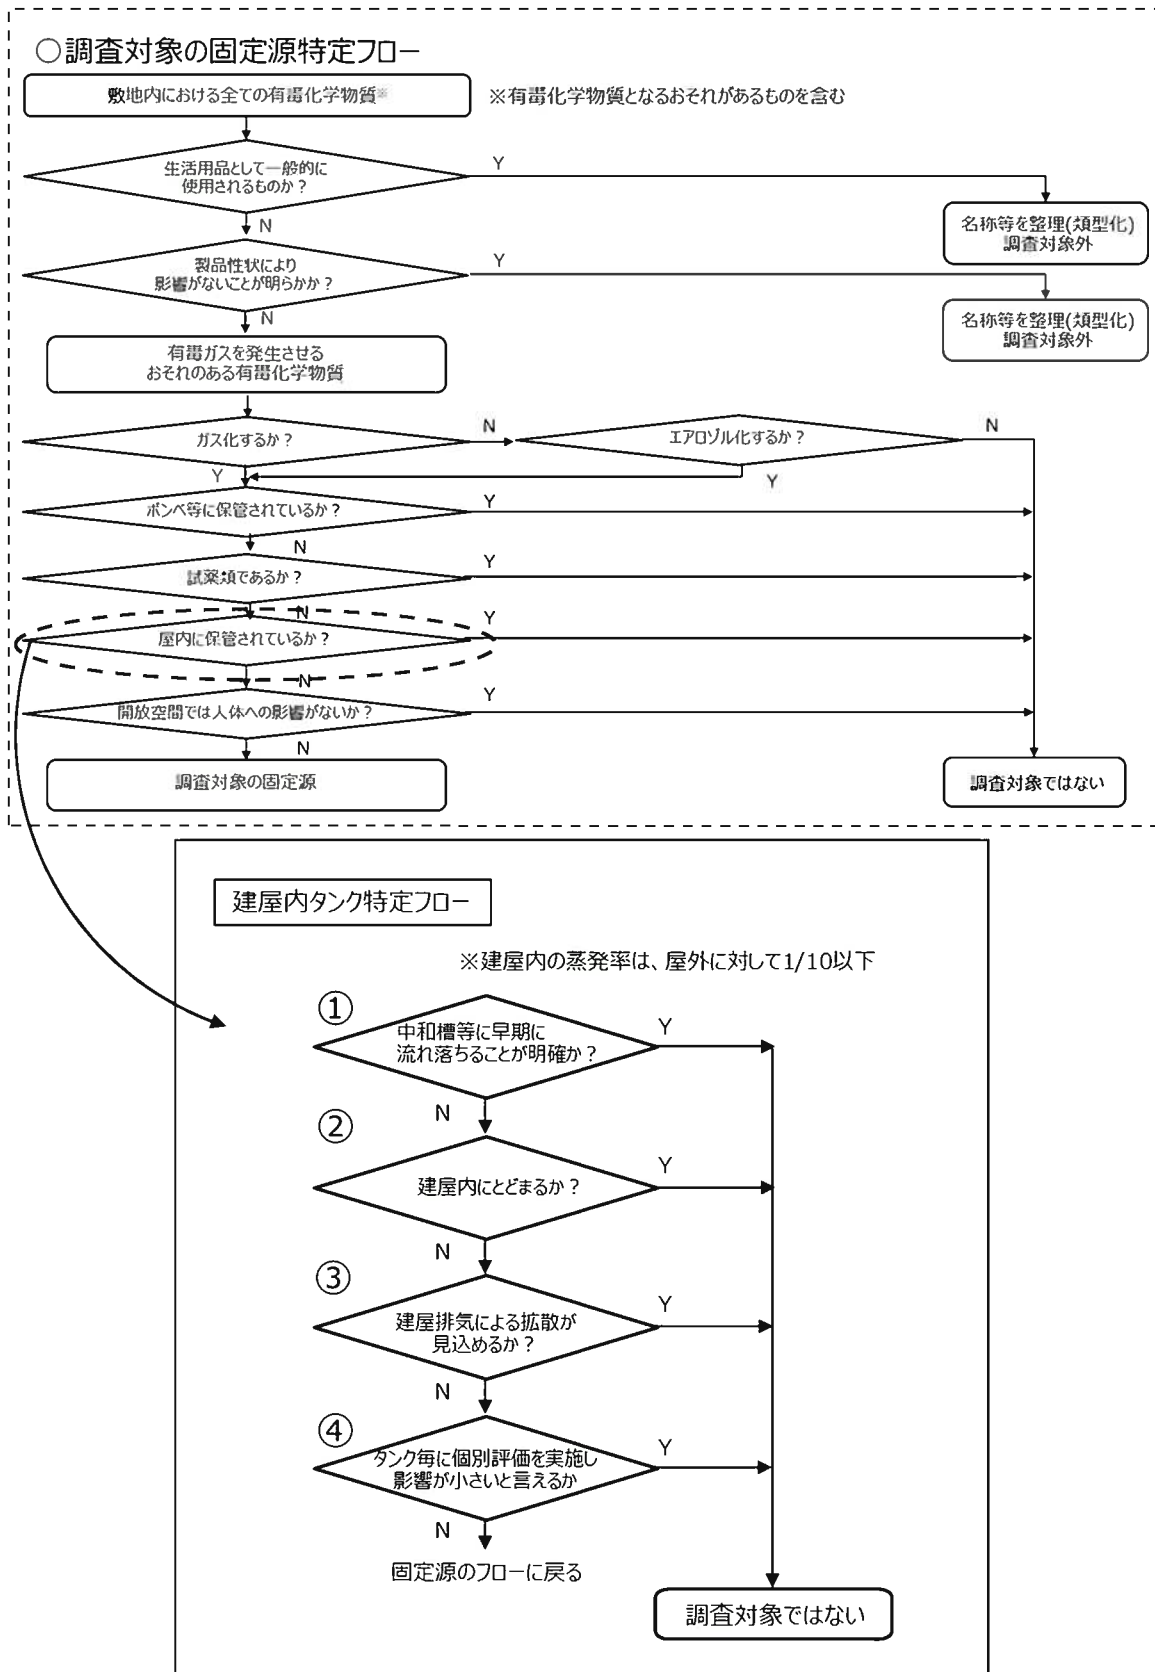 ○調査対象の固定源特定フロー
敷地内における全ての有毒化学物質※
※有毒化学物質となるおそれがあるものを含む
生活用品として一般的に
使用されるものか？
Y
N
名称等を整理(類型化)
調査対象外
製品性状により
影響がないことが明らかか？
Y
N
名称等を整理(類型化)
調査対象外
有毒ガスを発生させる
おそれのある有毒化学物質
ガス化するか？
N
エアロゾル化するか？
N
Y
Y
ボンベ等に保管されているか？
Y
N
試薬類であるか？
Y
N
屋内に保管されているか？
Y
N
開放空間では人体への影響がないか？
Y
N
調査対象の固定源
調査対象ではない
建屋内タンク特定フロー
※建屋内の蒸発率は、屋外に対して1/10以下
①
中和槽等に早期に
流れ落ちることが明確か？
Y
N
②
建屋内にとどまるか？
Y
N
③
建屋排気による拡散が
見込めるか？
Y
N
④
タンク毎に個別評価を実施し
影響が小さいと言えるか
Y
N
固定源のフローに戻る
調査対象ではない